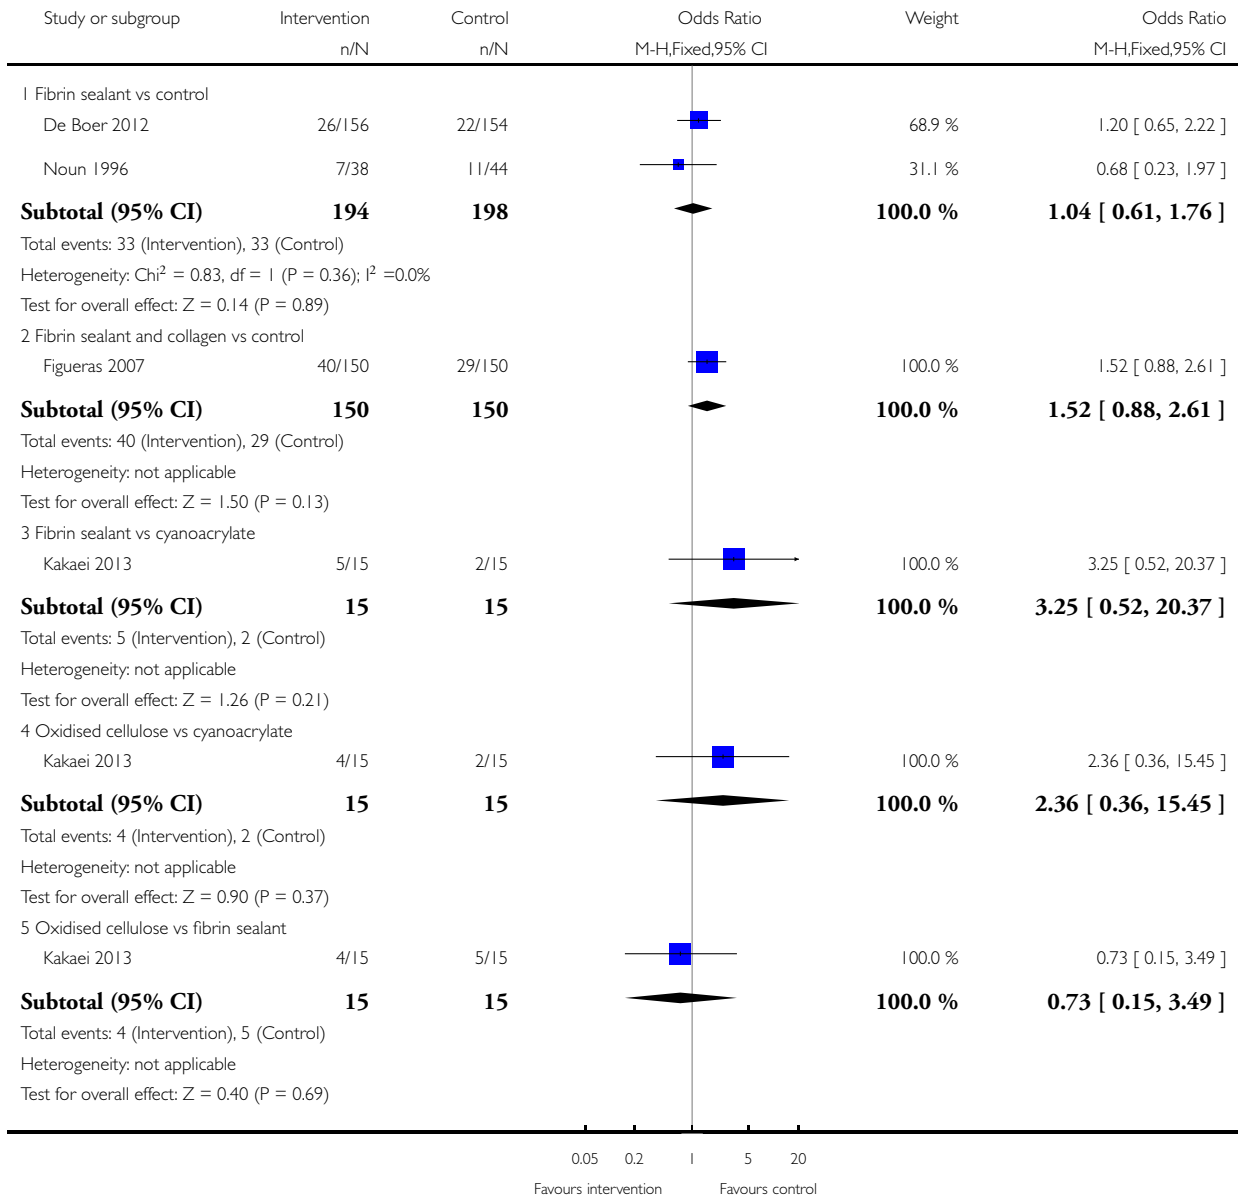 Study or subgroup Intervention Control Odds Ratio Weight Odds Ratio
n/N n/N M-H,Fixed,95% CI M-H,Fixed,95% CI
1 Fibrin sealant vs control
De Boer 2012 26/156 22/154 68.9 % 1.20 [ 0.65, 2.22 ]
Noun 1996 7/38 11/44 31.1 % 0.68 [ 0.23, 1.97 ]
Subtotal (95% CI) 194 198 100.0 % 1.04 [ 0.61, 1.76 ]
Total events: 33 (Intervention), 33 (Control)
Heterogeneity: Chi² = 0.83, df = 1 (P = 0.36); I² =0.0%
Test for overall effect: Z = 0.14 (P = 0.89)
2 Fibrin sealant and collagen vs control
Figueras 2007 40/150 29/150 100.0 % 1.52 [ 0.88, 2.61 ]
Subtotal (95% CI) 150 150 100.0 % 1.52 [ 0.88, 2.61 ]
Total events: 40 (Intervention), 29 (Control)
Heterogeneity: not applicable
Test for overall effect: Z = 1.50 (P = 0.13)
3 Fibrin sealant vs cyanoacrylate
Kakaei 2013 5/15 2/15 100.0 % 3.25 [ 0.52, 20.37 ]
Subtotal (95% CI) 15 15 100.0 % 3.25 [ 0.52, 20.37 ]
Total events: 5 (Intervention), 2 (Control)
Heterogeneity: not applicable
Test for overall effect: Z = 1.26 (P = 0.21)
4 Oxidised cellulose vs cyanoacrylate
Kakaei 2013 4/15 2/15 100.0 % 2.36 [ 0.36, 15.45 ]
Subtotal (95% CI) 15 15 100.0 % 2.36 [ 0.36, 15.45 ]
Total events: 4 (Intervention), 2 (Control)
Heterogeneity: not applicable
Test for overall effect: Z = 0.90 (P = 0.37)
5 Oxidised cellulose vs fibrin sealant
Kakaei 2013 4/15 5/15 100.0 % 0.73 [ 0.15, 3.49 ]
Subtotal (95% CI) 15 15 100.0 % 0.73 [ 0.15, 3.49 ]
Total events: 4 (Intervention), 5 (Control)
Heterogeneity: not applicable
Test for overall effect: Z = 0.40 (P = 0.69)
0.05 0.2 1 5 20
Favours intervention Favours control